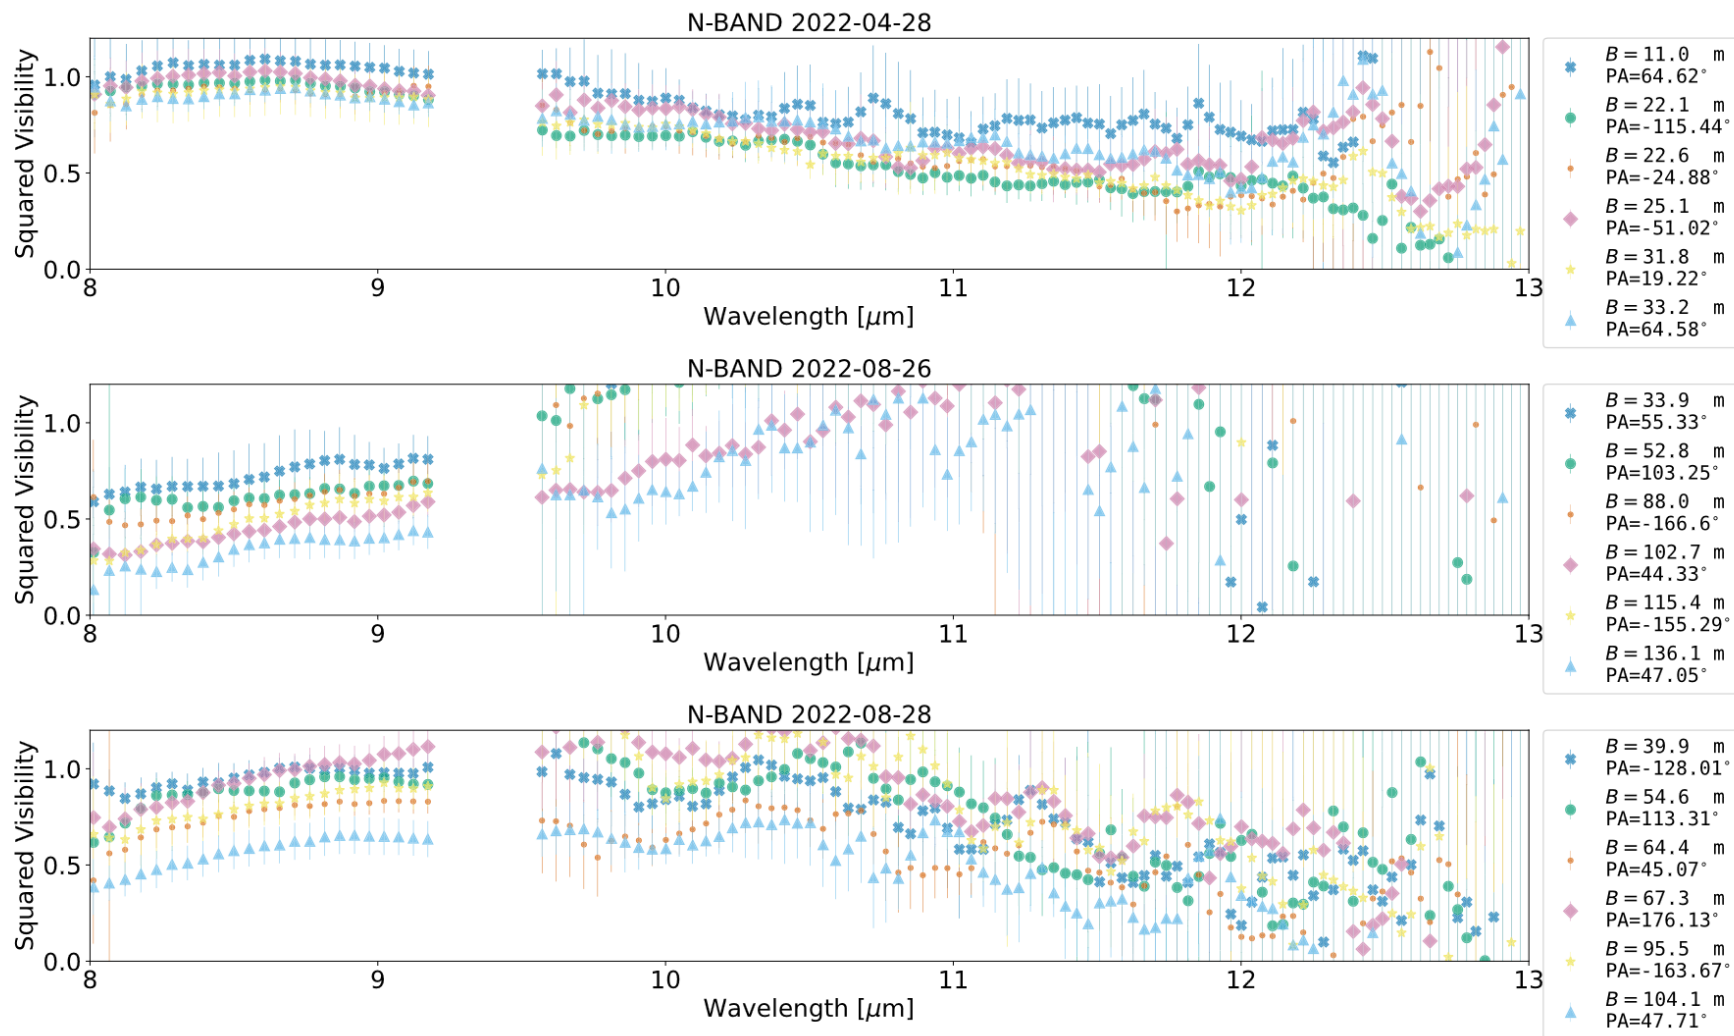 N-BAND 2022-04-28
Squared Visibility
1.0
0.5
0.0
8 9 10 11 12 13
Wavelength [μm]
B = 11.0 m
PA=64.62°
B = 22.1 m
PA=-115.44°
B = 22.6 m
PA=-24.88°
B = 25.1 m
PA=-51.02°
B = 31.8 m
PA=19.22°
B = 33.2 m
PA=64.58°
N-BAND 2022-08-26
Squared Visibility
1.0
0.5
0.0
8 9 10 11 12 13
Wavelength [μm]
B = 33.9 m
PA=55.33°
B = 52.8 m
PA=103.25°
B = 88.0 m
PA=-166.6°
B = 102.7 m
PA=44.33°
B = 115.4 m
PA=-155.29°
B = 136.1 m
PA=47.05°
N-BAND 2022-08-28
Squared Visibility
1.0
0.5
0.0
8 9 10 11 12 13
Wavelength [μm]
B = 39.9 m
PA=-128.01°
B = 54.6 m
PA=113.31°
B = 64.4 m
PA=45.07°
B = 67.3 m
PA=176.13°
B = 95.5 m
PA=-163.67°
B = 104.1 m
PA=47.71°